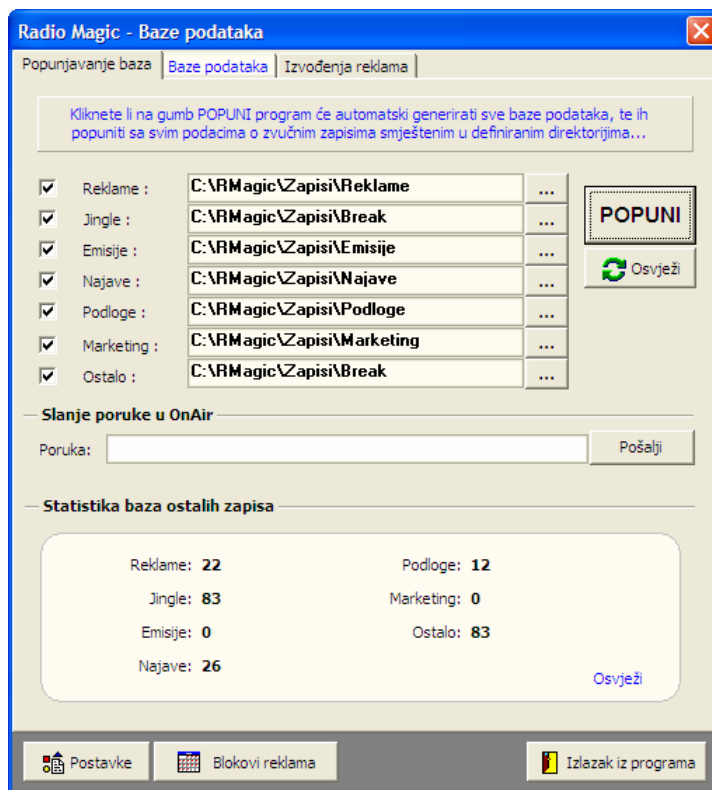 Radio Magic - Baze podataka
Popunjavanje baza Baze podataka Izvođenja reklama
Kliknete li na gumb POPUNI program će automatski generirati sve baze podataka, te ih
popuniti sa svim podacima o zvučnim zapisima smještenim u definiranim direktorijima...
Reklame : C:\RMagic\Zapisi\Reklame ...
Jingle : C:\RMagic\Zapisi\Break ...
Emisije : C:\RMagic\Zapisi\Emisije ...
Najave : C:\RMagic\Zapisi\Najave ...
Podloge : C:\RMagic\Zapisi\Podloge ...
Marketing : C:\RMagic\Zapisi\Marketing ...
Ostalo : C:\RMagic\Zapisi\Break ...
POPUNI
Osvježi
Slanje poruke u OnAir
Poruka: Pošalji
Statistika baza ostalih zapisa
Reklame: 22 Podloge: 12
Jingle: 83 Marketing: 0
Emisije: 0 Ostalo: 83
Najave: 26
Osvježi
Postavke Blokovi reklama Izlazak iz programa